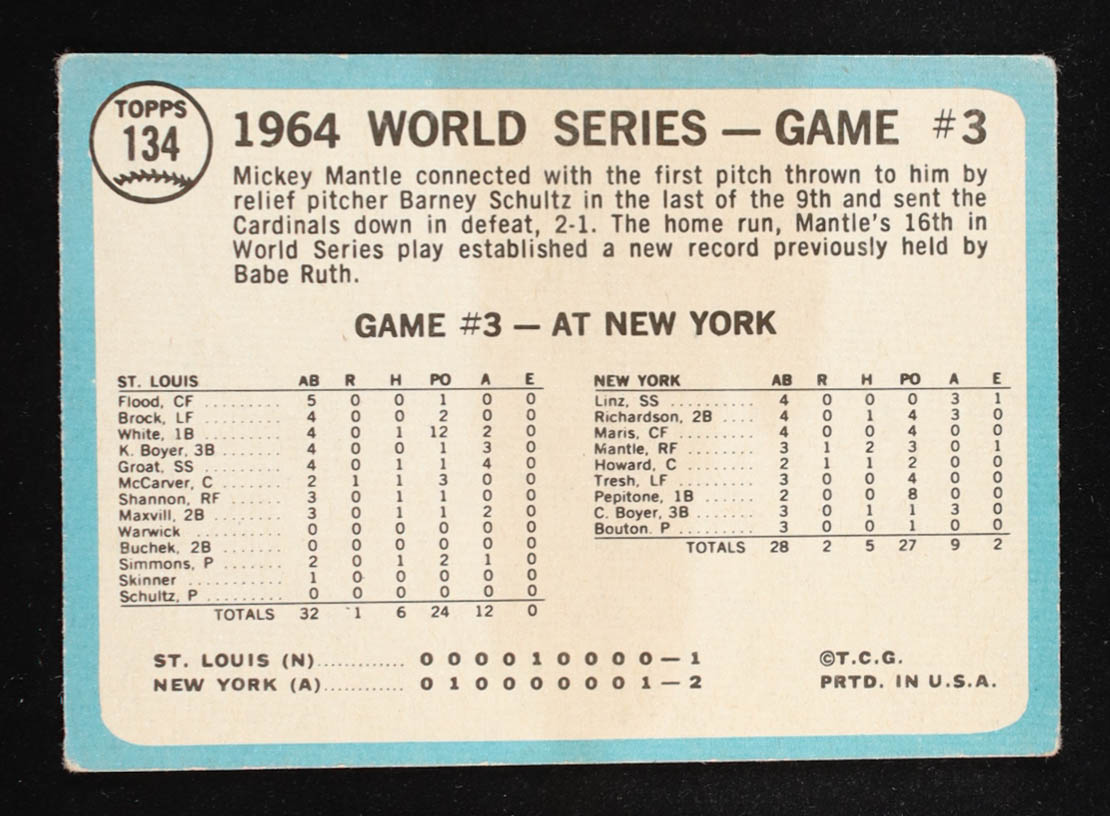 TOPPS
134
1964 WORLD SERIES — GAME #3
Mickey Mantle connected with the first pitch thrown to him by
relief pitcher Barney Schultz in the last of the 9th and sent the
Cardinals down in defeat, 2-1. The home run, Mantle's 16th in
World Series play established a new record previously held by
Babe Ruth.
GAME #3 — AT NEW YORK
ST. LOUIS AB R H PO A E
Flood, CF ......... 5 0 0 1 0 0
Brock, LF ......... 4 0 0 2 0 0
White, 1B ......... 4 0 1 12 2 0
K. Boyer, 3B ....... 4 0 0 1 3 0
Groat, SS ......... 4 0 1 1 4 0
McCarver, C ....... 2 1 1 3 0 0
Shannon, RF ....... 3 0 1 1 0 0
Maxvill, 2B ........ 3 0 1 1 2 0
Warwick .......... 0 0 0 0 0 0
Buchek, 2B ....... 0 0 0 0 0 0
Simmons, P ....... 2 0 1 2 1 0
Skinner ............ 1 0 0 0 0 0
Schultz, P ......... 0 0 0 0 0 0
TOTALS 32 1 6 24 12 0
NEW YORK AB R H PO A E
Linz, SS .......... 4 0 0 0 3 1
Richardson, 2B .... 4 0 1 4 3 0
Maris, CF ......... 4 0 0 4 0 0
Mantle, RF ........ 3 1 2 3 0 1
Howard, C ........ 2 1 1 2 0 0
Tresh, LF ......... 3 0 0 4 0 0
Pepitone, 1B ...... 2 0 0 8 0 0
C. Boyer, 3B ...... 3 0 1 1 3 0
Bouton. P ......... 3 0 0 1 0 0
TOTALS 28 2 5 27 9 2
ST. LOUIS (N)............ 0 0 0 0 1 0 0 0 0 — 1
NEW YORK (A)........... 0 1 0 0 0 0 0 0 1 — 2
©T.C.G.
PRTD. IN U.S.A.